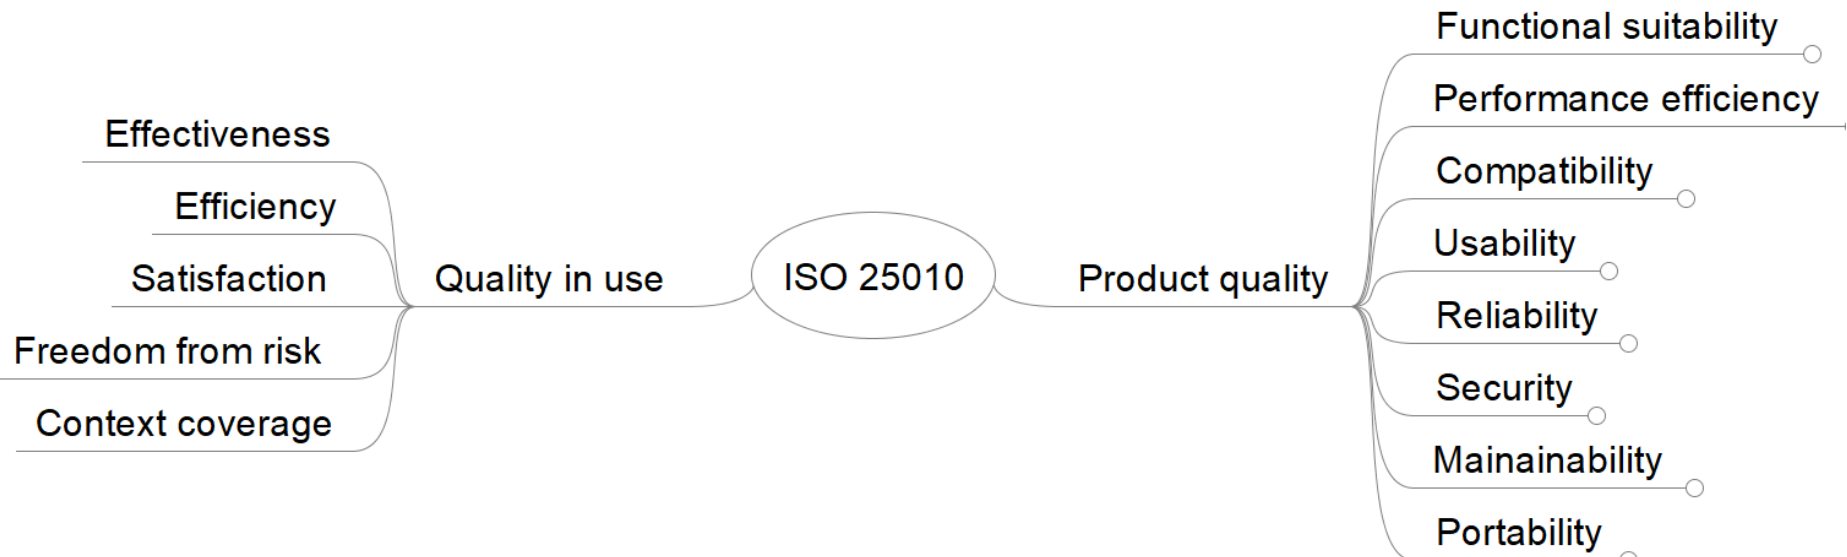 Effectiveness
Efficiency
Satisfaction
Freedom from risk
Context coverage
Quality in use
ISO 25010
Product quality
Functional suitability
Performance efficiency
Compatibility
Usability
Reliability
Security
Mainainability
Portability